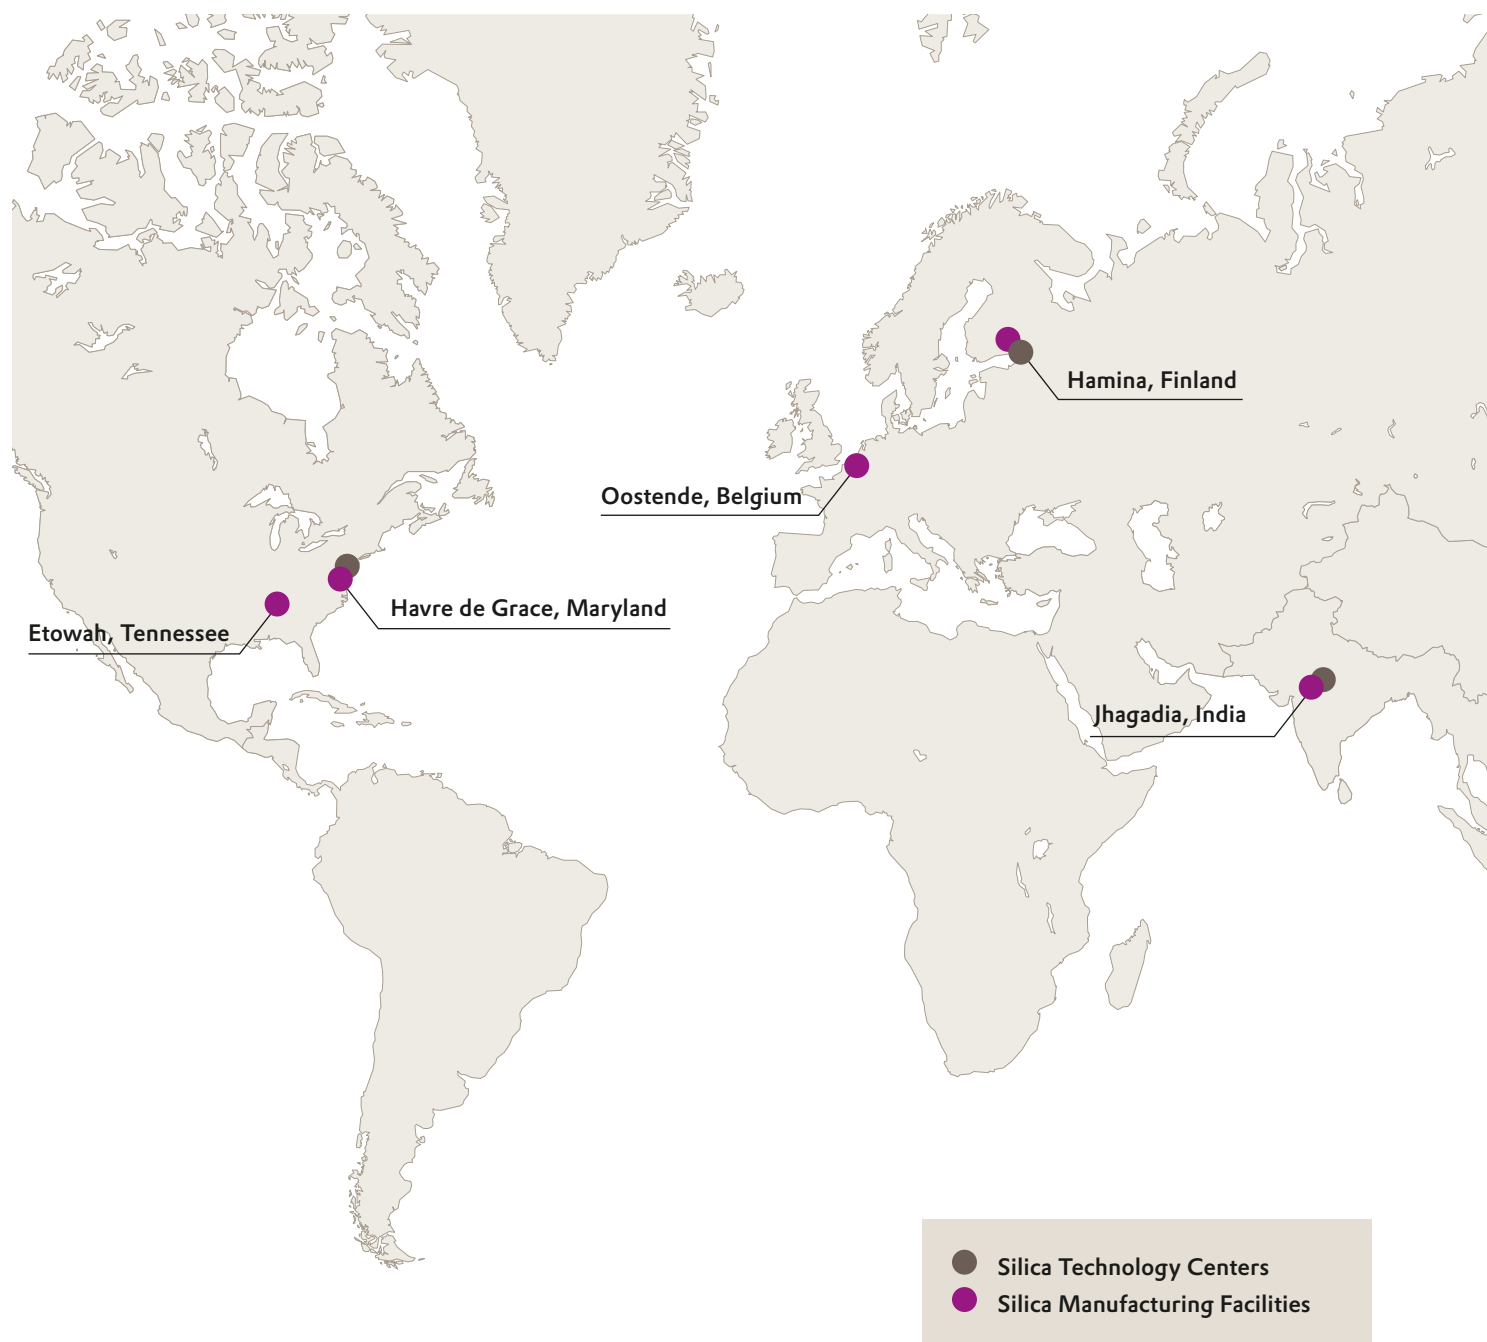 Hamina, Finland
Oostende, Belgium
Havre de Grace, Maryland
Etowah, Tennessee
Jhagadia, India
Silica Technology Centers
Silica Manufacturing Facilities